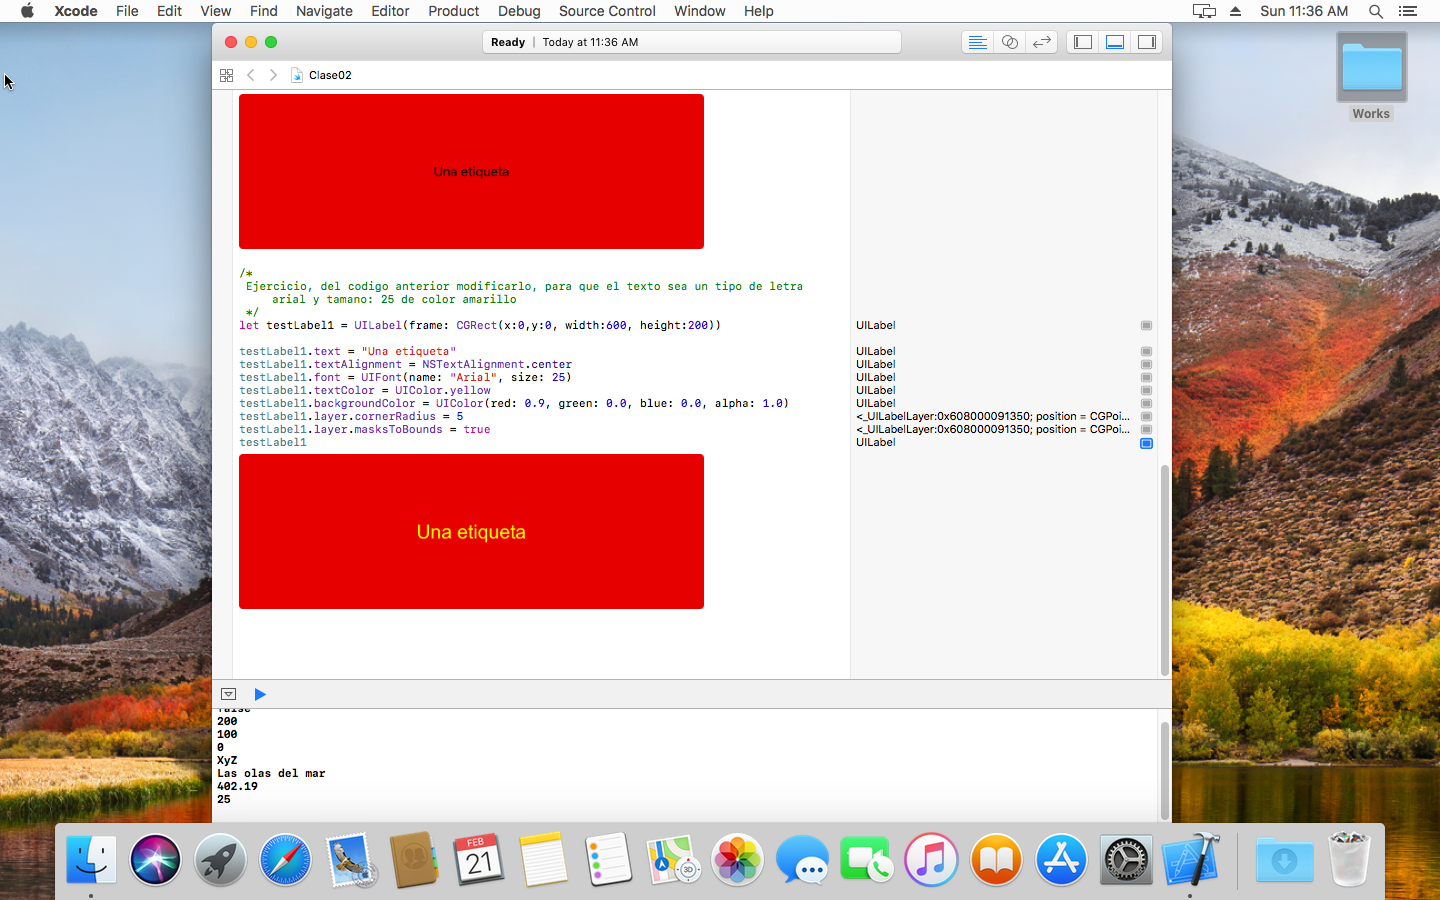 Xcode File Edit View Find Navigate Editor Product Debug Source Control Window Help Sun 11:36 AM
Ready | Today at 11:36 AM
Clase02
Works
Una etiqueta
/*
Ejercicio, del codigo anterior modificarlo, para que el texto sea un tipo de letra
arial y tamano: 25 de color amarillo
*/
let testLabel1 = UILabel(frame: CGRect(x:0,y:0, width:600, height:200)) UILabel
testLabel1.text = "Una etiqueta" UILabel
testLabel1.textAlignment = NSTextAlignment.center UILabel
testLabel1.font = UIFont(name: "Arial", size: 25) UILabel
testLabel1.textColor = UIColor.yellow UILabel
testLabel1.backgroundColor = UIColor(red: 0.9, green: 0.0, blue: 0.0, alpha: 1.0) UILabel
testLabel1.layer.cornerRadius = 5 <_UILabelLayer:0x608000091350; position = CGPoi...
testLabel1.layer.masksToBounds = true <_UILabelLayer:0x608000091350; position = CGPoi...
testLabel1 UILabel
Una etiqueta
false
200
100
0
XyZ
Las olas del mar
402.19
25
FEB
21
3D